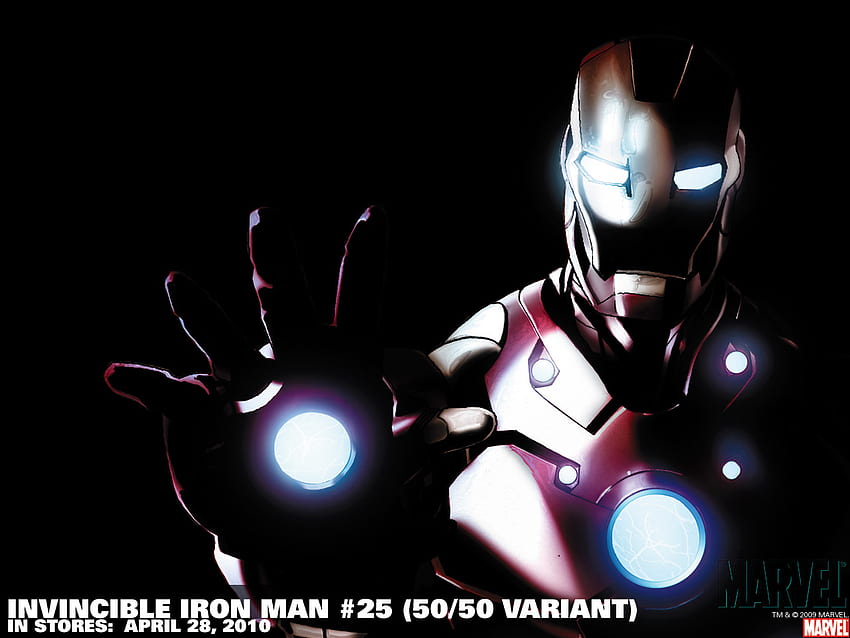 MARVEL
INVINCIBLE IRON MAN #25 (50/50 VARIANT)
TM & © 2009 MARVEL
IN STORES: APRIL 28, 2010
MARVEL